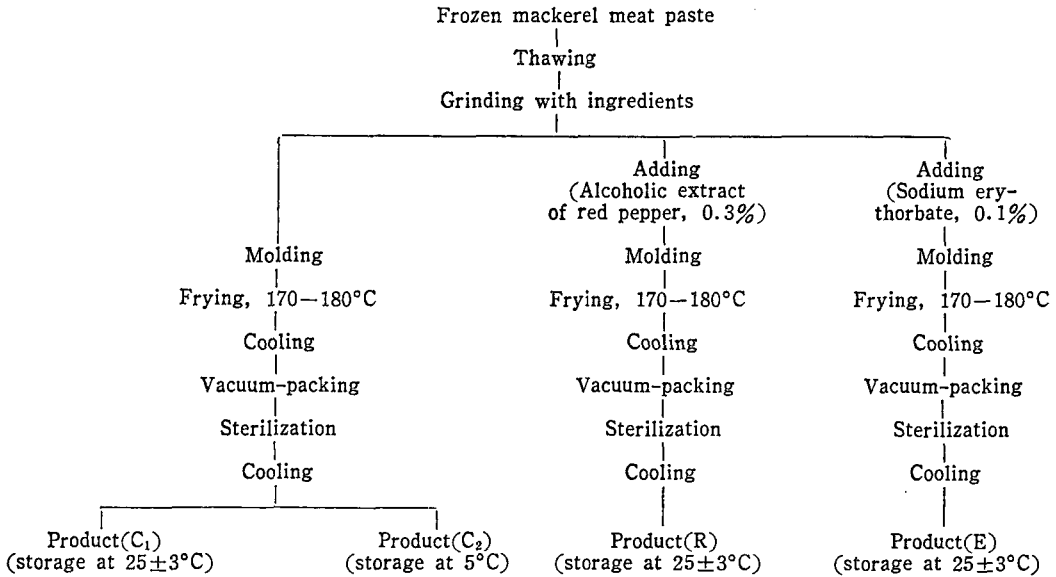 Frozen mackerel meat paste
Thawing
Grinding with ingredients
Adding
(Alcoholic extract
of red pepper, 0.3%)
Adding
(Sodium ery-
thorbate, 0.1%)
Molding
Molding
Molding
Frying, 170—180°C
Frying, 170—180°C
Frying, 170—180°C
Cooling
Cooling
Cooling
Vacuum-packing
Vacuum-packing
Vacuum-packing
Sterilization
Sterilization
Sterilization
Cooling
Cooling
Cooling
Product(C₁)
(storage at 25±3°C)
Product(C₂)
(storage at 5°C)
Product(R)
(storage at 25±3°C)
Product(E)
(storage at 25±3°C)